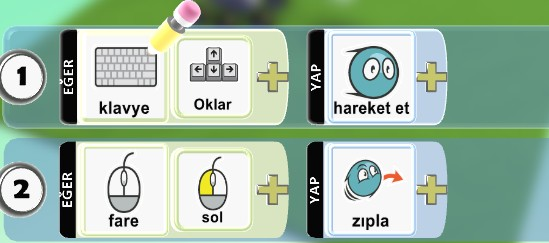 1
EĞER
klavye
Oklar
YAP
hareket et
2
EĞER
fare
sol
YAP
zıpla